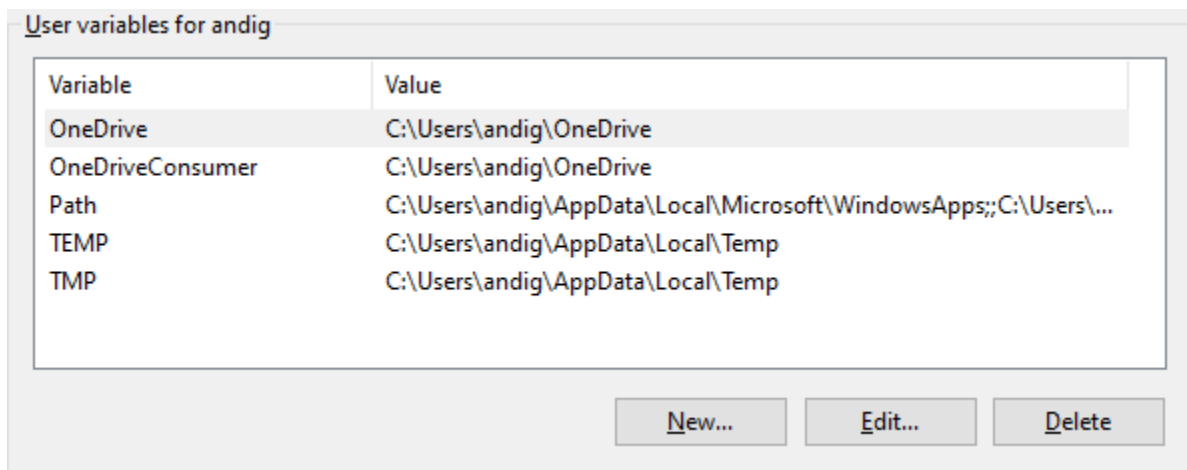 User variables for andig
Variable Value
OneDrive C:\Users\andig\OneDrive
OneDriveConsumer C:\Users\andig\OneDrive
Path C:\Users\andig\AppData\Local\Microsoft\WindowsApps;;C:\Users\...
TEMP C:\Users\andig\AppData\Local\Temp
TMP C:\Users\andig\AppData\Local\Temp
New... Edit... Delete